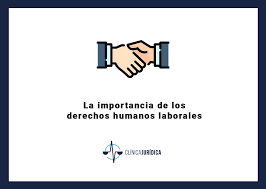 La importancia de los
derechos humanos laborales
CLÍNICAJURÍDICA